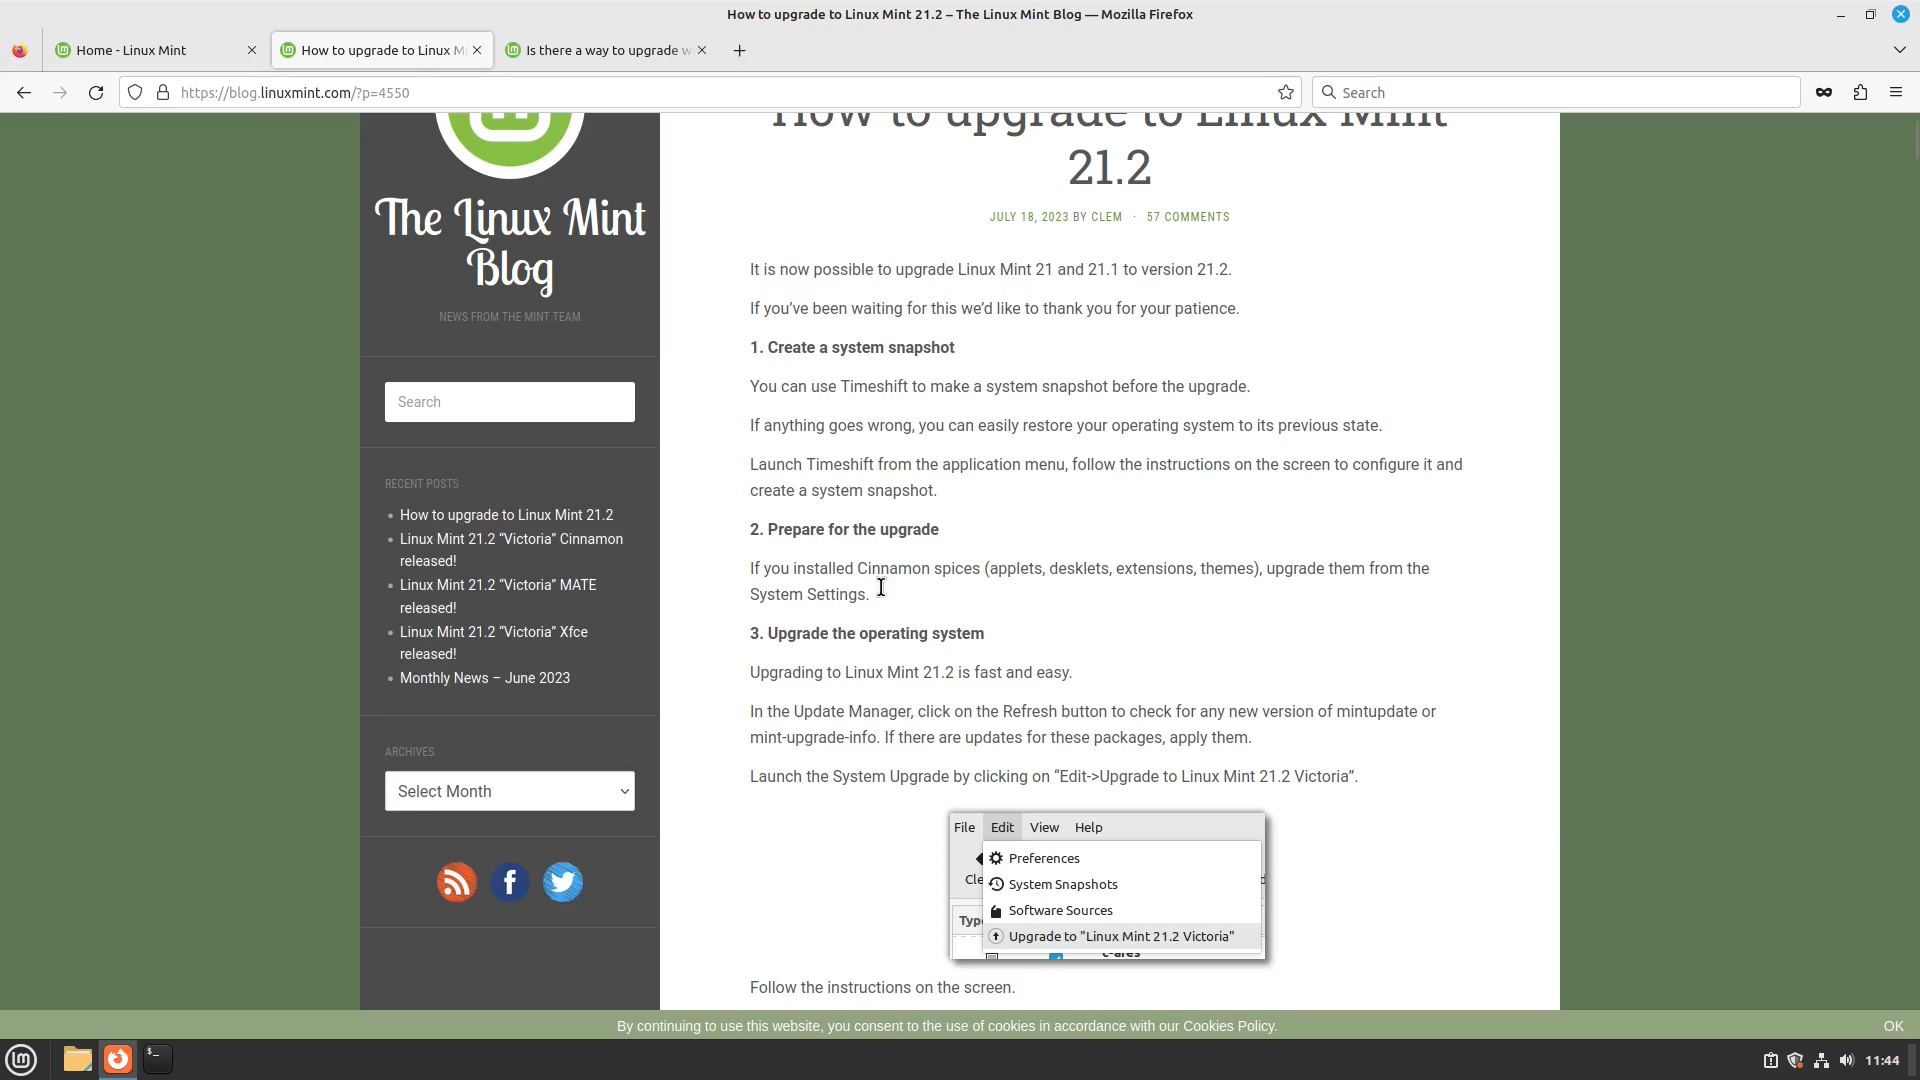 How to upgrade to Linux Mint 21.2 – The Linux Mint Blog — Mozilla Firefox
Home - Linux Mint
How to upgrade to Linux M
Is there a way to upgrade w
https://blog.linuxmint.com/?p=4550
Search
The Linux Mint
Blog
NEWS FROM THE MINT TEAM
Search
RECENT POSTS
How to upgrade to Linux Mint 21.2
Linux Mint 21.2 “Victoria” Cinnamon
released!
Linux Mint 21.2 “Victoria” MATE
released!
Linux Mint 21.2 “Victoria” Xfce
released!
Monthly News – June 2023
ARCHIVES
Select Month
How to upgrade to Linux Mint
21.2
JULY 18, 2023 BY CLEM · 57 COMMENTS
It is now possible to upgrade Linux Mint 21 and 21.1 to version 21.2.
If you’ve been waiting for this we’d like to thank you for your patience.
1. Create a system snapshot
You can use Timeshift to make a system snapshot before the upgrade.
If anything goes wrong, you can easily restore your operating system to its previous state.
Launch Timeshift from the application menu, follow the instructions on the screen to configure it and
create a system snapshot.
2. Prepare for the upgrade
If you installed Cinnamon spices (applets, desklets, extensions, themes), upgrade them from the
System Settings.
3. Upgrade the operating system
Upgrading to Linux Mint 21.2 is fast and easy.
In the Update Manager, click on the Refresh button to check for any new version of mintupdate or
mint-upgrade-info. If there are updates for these packages, apply them.
Launch the System Upgrade by clicking on “Edit->Upgrade to Linux Mint 21.2 Victoria”.
File Edit View Help
Preferences
Cle
System Snapshots
Software Sources
Typ
Upgrade to "Linux Mint 21.2 Victoria"
c-ares
Follow the instructions on the screen.
By continuing to use this website, you consent to the use of cookies in accordance with our Cookies Policy.
OK
11:44